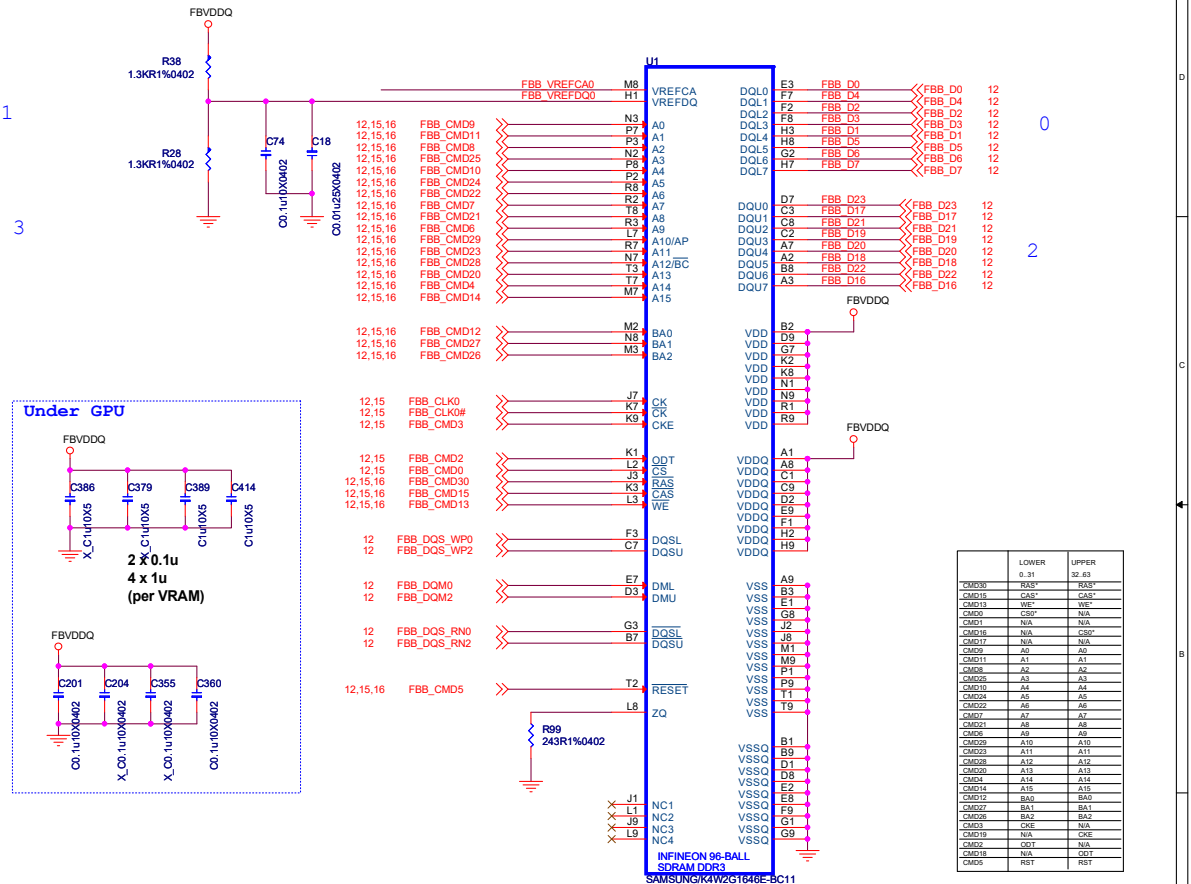 FBVDDQ
R38
1.3KR1%0402
1
R28
1.3KR1%0402
3
C74
C0.1u10X0402
C18
C0.01u25X0402
U1
FBB_VREFCA0 M8 VREFCA
FBB_VREFDQ0 H1 VREFDQ
12,15,16 FBB_CMD9 N3 A0
12,15,16 FBB_CMD11 P7 A1
12,15,16 FBB_CMD8 P3 A2
12,15,16 FBB_CMD25 N2 A3
12,15,16 FBB_CMD10 P8 A4
12,15,16 FBB_CMD24 P2 A5
12,15,16 FBB_CMD22 R8 A6
12,15,16 FBB_CMD7 R2 A7
12,15,16 FBB_CMD21 T8 A8
12,15,16 FBB_CMD6 R3 A9
12,15,16 FBB_CMD29 L7 A10/AP
12,15,16 FBB_CMD23 R7 A11
12,15,16 FBB_CMD28 N7 A12/BC
12,15,16 FBB_CMD20 T3 A13
12,15,16 FBB_CMD4 T7 A14
12,15,16 FBB_CMD14 M7 A15
12,15,16 FBB_CMD12 M2 BA0
12,15,16 FBB_CMD27 N8 BA1
12,15,16 FBB_CMD26 M3 BA2
12,15 FBB_CLK0 J7 CK
12,15 FBB_CLK0# K7 CK
12,15 FBB_CMD3 K9 CKE
12,15 FBB_CMD2 K1 ODT
12,15 FBB_CMD0 L2 CS
12,15,16 FBB_CMD30 J3 RAS
12,15,16 FBB_CMD15 K3 CAS
12,15,16 FBB_CMD13 L3 WE
12 FBB_DQS_WP0 F3 DQSL
12 FBB_DQS_WP2 C7 DQSU
12 FBB_DQM0 E7 DML
12 FBB_DQM2 D3 DMU
12 FBB_DQS_RN0 G3 DQSL
12 FBB_DQS_RN2 B7 DQSU
12,15,16 FBB_CMD5 T2 RESET
L8 ZQ
R99
243R1%0402
J1 NC1
L1 NC2
J9 NC3
L9 NC4
INFINEON 96-BALL
SDRAM DDR3
SAMSUNG/K4W2G1646E-BC11
DQL0 E3 FBB_D0 FBB_D0 12
DQL1 F7 FBB_D4 FBB_D4 12
DQL2 F2 FBB_D2 FBB_D2 12
DQL3 F8 FBB_D3 FBB_D3 12
DQL4 H3 FBB_D1 FBB_D1 12
DQL5 H8 FBB_D5 FBB_D5 12
DQL6 G2 FBB_D6 FBB_D6 12
DQL7 H7 FBB_D7 FBB_D7 12
0
DQU0 D7 FBB_D23 FBB_D23 12
DQU1 C3 FBB_D17 FBB_D17 12
DQU2 C8 FBB_D21 FBB_D21 12
DQU3 C2 FBB_D19 FBB_D19 12
DQU4 A7 FBB_D20 FBB_D20 12
DQU5 A2 FBB_D18 FBB_D18 12
DQU6 B8 FBB_D22 FBB_D22 12
DQU7 A3 FBB_D16 FBB_D16 12
2
FBVDDQ
VDD B2
VDD D9
VDD G7
VDD K2
VDD K8
VDD N1
VDD N9
VDD R1
VDD R9
FBVDDQ
VDDQ A1
VDDQ A8
VDDQ C1
VDDQ C9
VDDQ D2
VDDQ E9
VDDQ F1
VDDQ H2
VDDQ H9
VSS A9
VSS B3
VSS E1
VSS G8
VSS J2
VSS J8
VSS M1
VSS M9
VSS P1
VSS P9
VSS T1
VSS T9
VSSQ B1
VSSQ B9
VSSQ D1
VSSQ D8
VSSQ E2
VSSQ E8
VSSQ F9
VSSQ G1
VSSQ G9
Under GPU
FBVDDQ
C386 C379 C389 C414
X_C1u10X5 X_C1u10X5 C1u10X5 C1u10X5
2 x 0.1u
4 x 1u
(per VRAM)
FBVDDQ
C201 C204 C355 C360
C0.1u10X0402 X_C0.1u10X0402 X_C0.1u10X0402 C0.1u10X0402
LOWER UPPER
0..31 32..63
CMD30 RAS* RAS*
CMD15 CAS* CAS*
CMD13 WE* WE*
CMD0 CS0* N/A
CMD1 N/A N/A
CMD16 N/A CS0*
CMD17 N/A N/A
CMD9 A0 A0
CMD11 A1 A1
CMD8 A2 A2
CMD25 A3 A3
CMD10 A4 A4
CMD24 A5 A5
CMD22 A6 A6
CMD7 A7 A7
CMD21 A8 A8
CMD6 A9 A9
CMD29 A10 A10
CMD23 A11 A11
CMD28 A12 A12
CMD20 A13 A13
CMD4 A14 A14
CMD14 A15 A15
CMD12 BA0 BA0
CMD27 BA1 BA1
CMD26 BA2 BA2
CMD3 CKE N/A
CMD19 N/A CKE
CMD2 ODT N/A
CMD18 N/A ODT
CMD5 RST RST
D
C
B